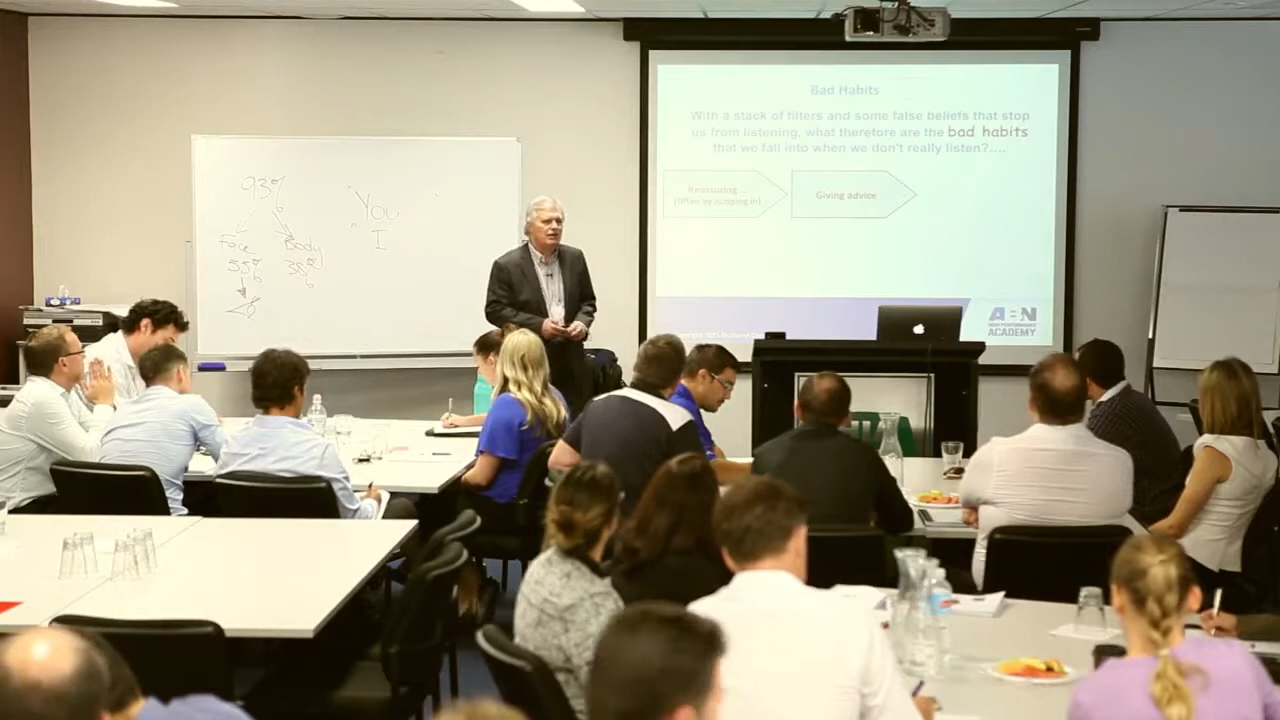 93%
Face
Body
55%
38%
"You"
I
Bad Habits
With a stack of filters and some false beliefs that stop
us from listening, what therefore are the bad habits
that we fall into when we don't really listen?....
Reassuring ...
(Often by jumping in)
Giving advice
ABN
HIGH PERFORMANCE
ACADEMY